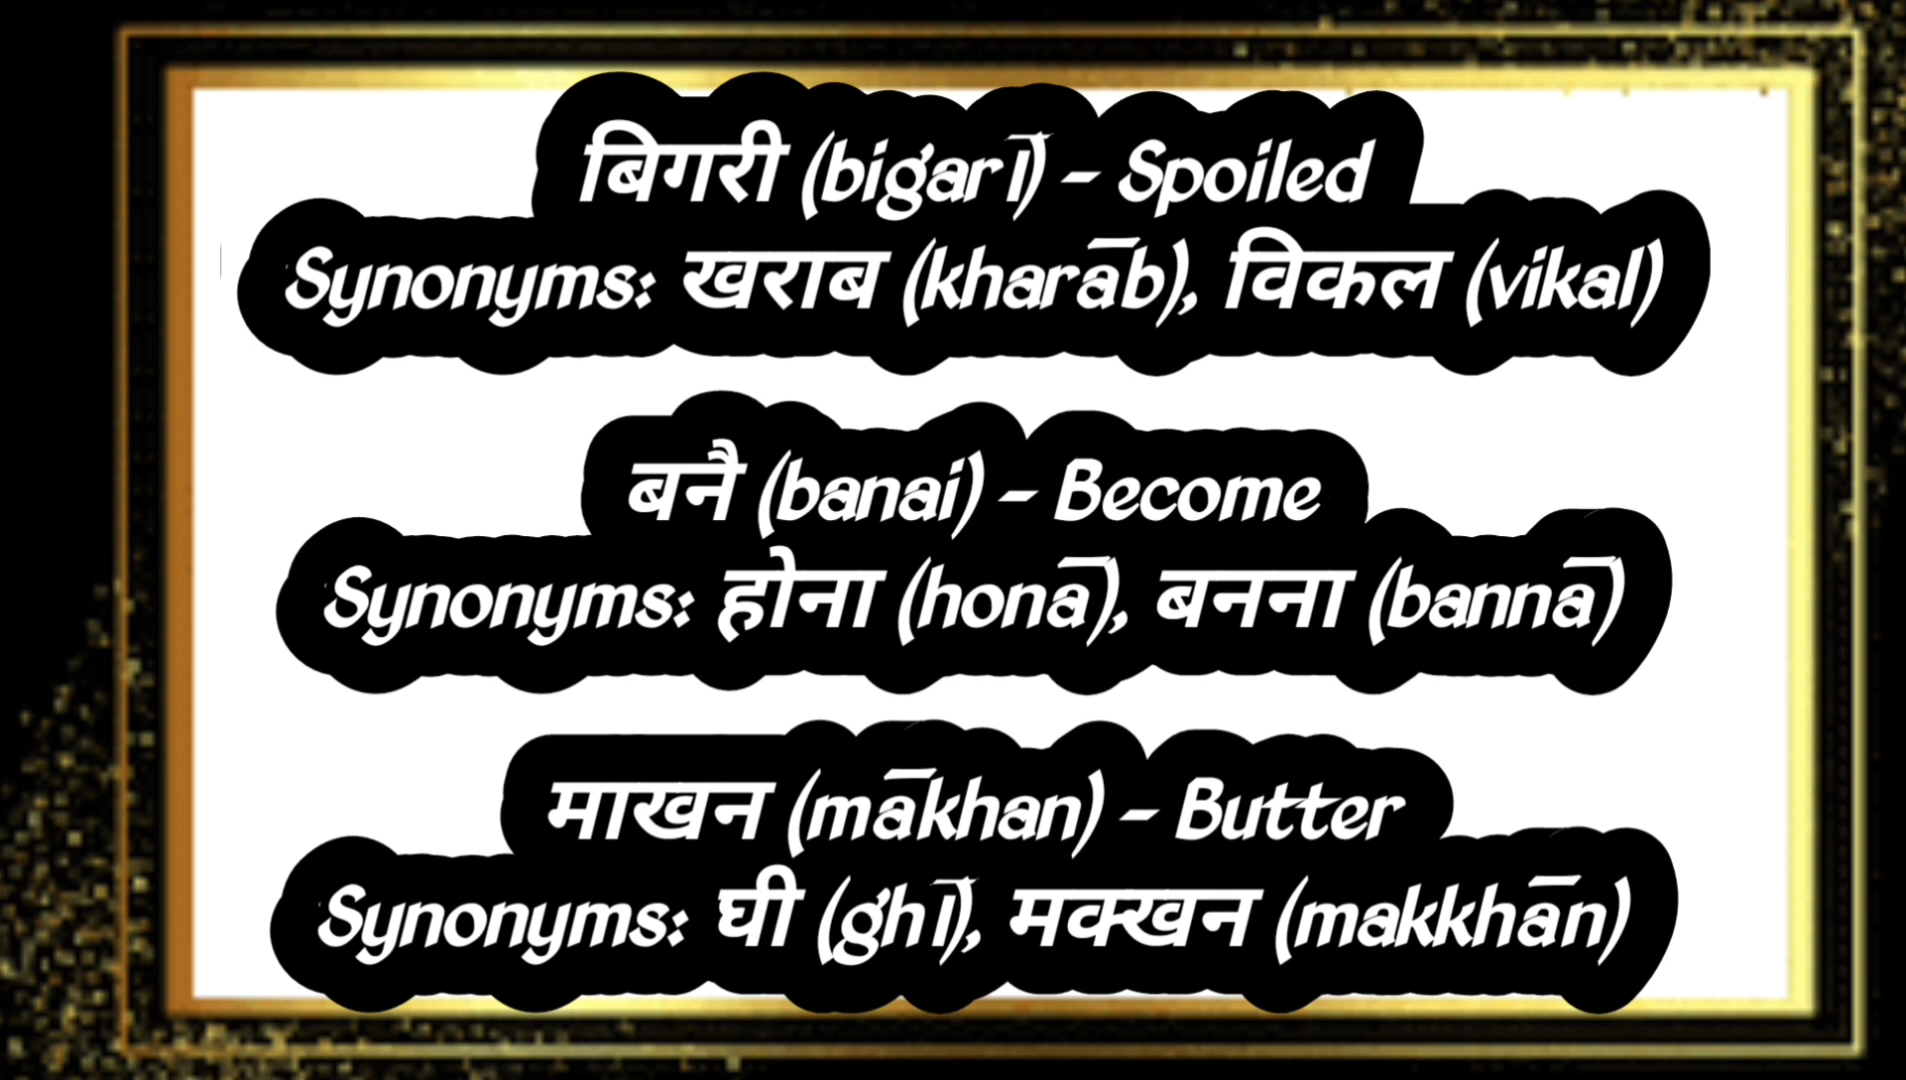 बिगरी (bigarī) – Spoiled
Synonyms: खराब (kharāb), विकल (vikal)
बनै (banai) – Become
Synonyms: होना (honā), बनना (bannā)
माखन (mākhan) – Butter
Synonyms: घी (ghī), मक्खन (makkhān)